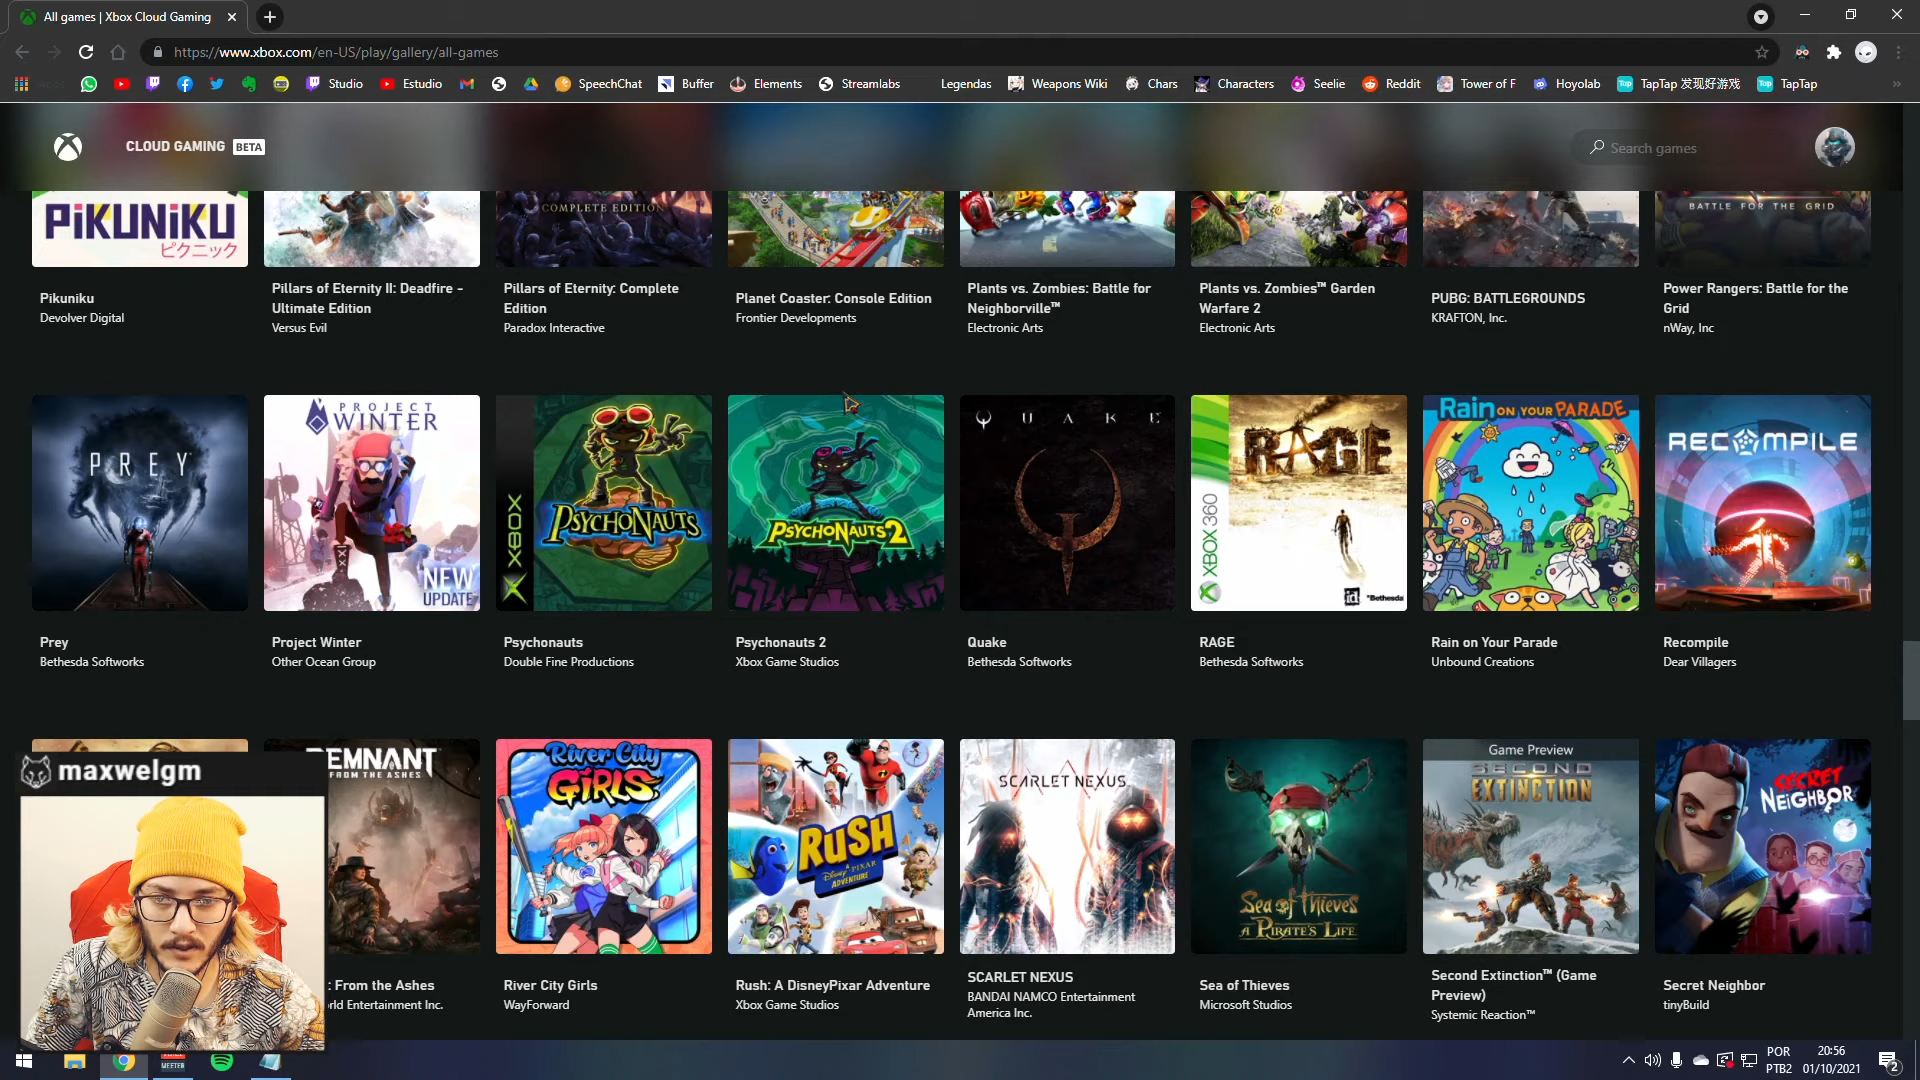 All games | Xbox Cloud Gaming
https://www.xbox.com/en-US/play/gallery/all-games
Studio
Estudio
SpeechChat
Buffer
Elements
Streamlabs
Legendas
Weapons Wiki
Chars
Characters
Seelie
Reddit
Tower of F
Hoyolab
TapTap 发现好游戏
TapTap
CLOUD GAMING BETA
Search games
PIKUNIKU
ピクニック
COMPLETE EDITION
BATTLE FOR THE GRID
Pikuniku
Devolver Digital
Pillars of Eternity II: Deadfire -
Ultimate Edition
Versus Evil
Pillars of Eternity: Complete
Edition
Paradox Interactive
Planet Coaster: Console Edition
Frontier Developments
Plants vs. Zombies: Battle for
Neighborville™
Electronic Arts
Plants vs. Zombies™ Garden
Warfare 2
Electronic Arts
PUBG: BATTLEGROUNDS
KRAFTON, Inc.
Power Rangers: Battle for the
Grid
nWay, Inc
PREY
PROJECT
WINTER
NEW
UPDATE
XBOX
PSYCHONAUTS
PSYCHONAUTS 2
QUAKE
XBOX 360
RAGE
id
Bethesda
Rain ON YOUR PARADE
RECOMPILE
Prey
Bethesda Softworks
Project Winter
Other Ocean Group
Psychonauts
Double Fine Productions
Psychonauts 2
Xbox Game Studios
Quake
Bethesda Softworks
RAGE
Bethesda Softworks
Rain on Your Parade
Unbound Creations
Recompile
Dear Villagers
maxwelgm
REMNANT
FROM THE ASHES
River City
GIRLS
RUSH
A Disney PIXAR
ADVENTURE
SCARLET NEXUS
Sea of Thieves
A PIRATE'S LIFE
Game Preview
SECOND
EXTINCTION
SECRET
NEIGHBOR
: From the Ashes
rld Entertainment Inc.
River City Girls
WayForward
Rush: A DisneyPixar Adventure
Xbox Game Studios
SCARLET NEXUS
BANDAI NAMCO Entertainment
America Inc.
Sea of Thieves
Microsoft Studios
Second Extinction™ (Game
Preview)
Systemic Reaction™
Secret Neighbor
tinyBuild
MEETER
POR
PTB2
20:56
01/10/2021
2